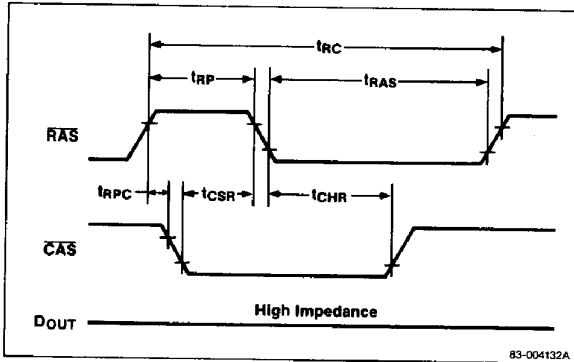 tRC
tRP
tRAS
RAS
tRPC
tCSR
tCHR
CAS
High Impedance
DOUT
83-004132A